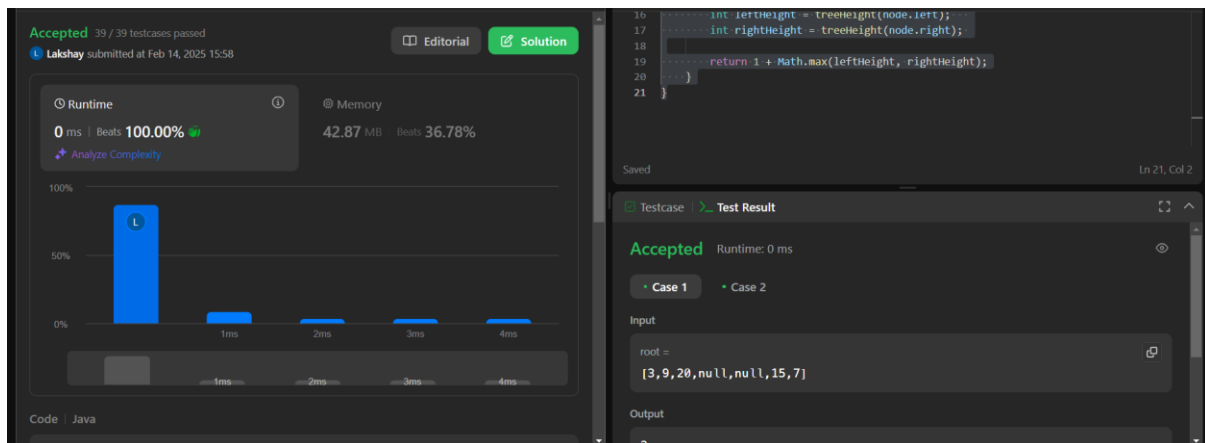 Accepted 39 / 39 testcases passed
L Lakshay submitted at Feb 14, 2025 15:58
Editorial
Solution
Runtime
0 ms | Beats 100.00%
Analyze Complexity
Memory
42.87 MB | Beats 36.78%
100%
50%
0%
L
1ms 2ms 3ms 4ms
1ms 2ms 3ms 4ms
Code | Java
16 int leftHeight = treeHeight(node.left);
17 int rightHeight = treeHeight(node.right);
18
19 return 1 + Math.max(leftHeight, rightHeight);
20 }
21 }
Saved
Ln 21, Col 2
Testcase | >_ Test Result
Accepted Runtime: 0 ms
• Case 1 • Case 2
Input
root =
[3,9,20,null,null,15,7]
Output